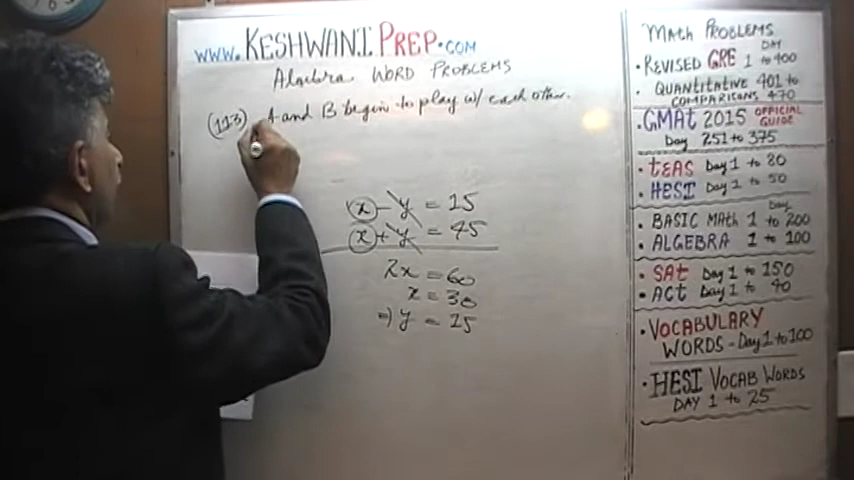 www.KESHWANIPREP.COM
Algebra WORD PROBLEMS
(113) A and B begin to play w/ each other.
x - y = 15
x + y = 45
2x = 60
x = 30
=) y = 15
MATH PROBLEMS
DAY
• REVISED GRE 1 to 400
• QUANTITATIVE 401 to
COMPARISONS 470
• GMAT 2015 OFFICIAL
GUIDE
Day 251 to 375
• TEAS Day 1 to 80
• HESI Day 1 to 50
Day
• BASIC MATH 1 to 200
• ALGEBRA 1 to 100
• SAT Day 1 to 150
• ACT Day 1 to 40
• VOCABULARY
WORDS - Day 1 to 100
• HESI VOCAB WORDS
DAY 1 to 25